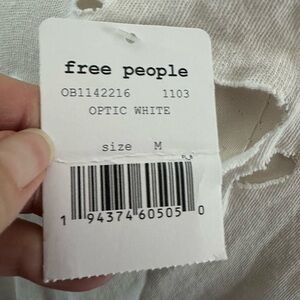 free people
OB1142216 1103
OPTIC WHITE
size M
1 94374 60505 0